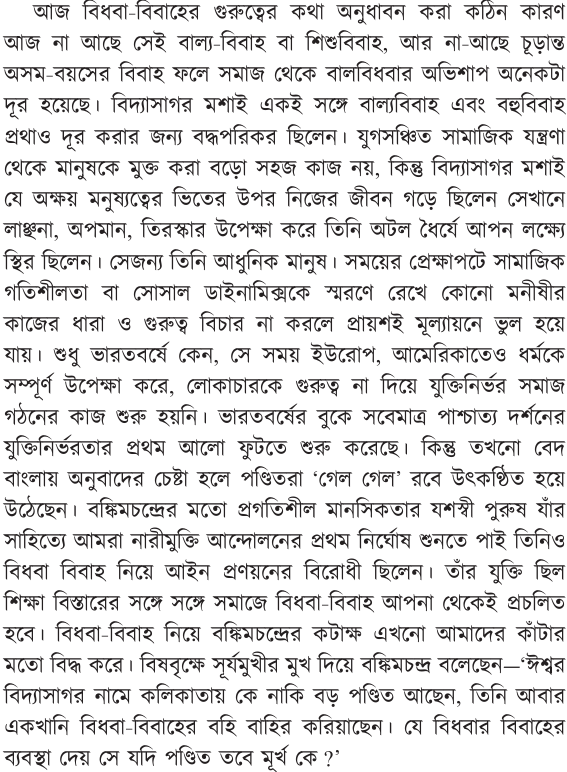 আজ বিধবা-বিবাহের গুরুত্বের কথা অনুধাবন করা কঠিন কারণ
আজ না আছে সেই বাল্য-বিবাহ বা শিশুবিবাহ, আর না-আছে চূড়ান্ত
অসম-বয়সের বিবাহ ফলে সমাজ থেকে বালবিধবার অভিশাপ অনেকটা
দূর হয়েছে। বিদ্যাসাগর মশাই একই সঙ্গে বাল্যবিবাহ এবং বহুবিবাহ
প্রথাও দূর করার জন্য বদ্ধপরিকর ছিলেন। যুগসঞ্চিত সামাজিক যন্ত্রণা
থেকে মানুষকে মুক্ত করা বড়ো সহজ কাজ নয়, কিন্তু বিদ্যাসাগর মশাই
যে অক্ষয় মনুষ্যত্বের ভিতের উপর নিজের জীবন গড়ে ছিলেন সেখানে
লাঞ্ছনা, অপমান, তিরস্কার উপেক্ষা করে তিনি অটল ধৈর্যে আপন লক্ষ্যে
স্থির ছিলেন। সেজন্য তিনি আধুনিক মানুষ। সময়ের প্রেক্ষাপটে সামাজিক
গতিশীলতা বা সোসাল ডাইনামিক্সকে স্মরণে রেখে কোনো মনীষীর
কাজের ধারা ও গুরুত্ব বিচার না করলে প্রায়শই মূল্যায়নে ভুল হয়ে
যায়। শুধু ভারতবর্ষে কেন, সে সময় ইউরোপ, আমেরিকাতেও ধর্মকে
সম্পূর্ণ উপেক্ষা করে, লোকাচারকে গুরুত্ব না দিয়ে যুক্তিনির্ভর সমাজ
গঠনের কাজ শুরু হয়নি। ভারতবর্ষের বুকে সবেমাত্র পাশ্চাত্য দর্শনের
যুক্তিনির্ভরতার প্রথম আলো ফুটতে শুরু করেছে। কিন্তু তখনো বেদ
বাংলায় অনুবাদের চেষ্টা হলে পণ্ডিতরা ‘গেল গেল’ রবে উৎকণ্ঠিত হয়ে
উঠেছেন। বঙ্কিমচন্দ্রের মতো প্রগতিশীল মানসিকতার যশস্বী পুরুষ যাঁর
সাহিত্যে আমরা নারীমুক্তি আন্দোলনের প্রথম নির্ঘোষ শুনতে পাই তিনিও
বিধবা বিবাহ নিয়ে আইন প্রণয়নের বিরোধী ছিলেন। তাঁর যুক্তি ছিল
শিক্ষা বিস্তারের সঙ্গে সঙ্গে সমাজে বিধবা-বিবাহ আপনা থেকেই প্রচলিত
হবে। বিধবা-বিবাহ নিয়ে বঙ্কিমচন্দ্রের কটাক্ষ এখনো আমাদের কাঁটার
মতো বিদ্ধ করে। বিষবৃক্ষে সূর্যমুখীর মুখ দিয়ে বঙ্কিমচন্দ্র বলেছেন—‘ঈশ্বর
বিদ্যাসাগর নামে কলিকাতায় কে নাকি বড় পণ্ডিত আছেন, তিনি আবার
একখানি বিধবা-বিবাহের বহি বাহির করিয়াছেন। যে বিধবার বিবাহের
ব্যবস্থা দেয় সে যদি পণ্ডিত তবে মূর্খ কে ?’